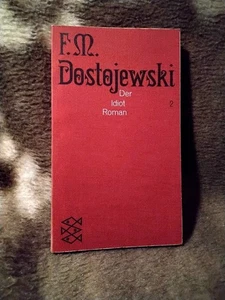 F.M.
Dostojewski
Der
Idiot
Roman